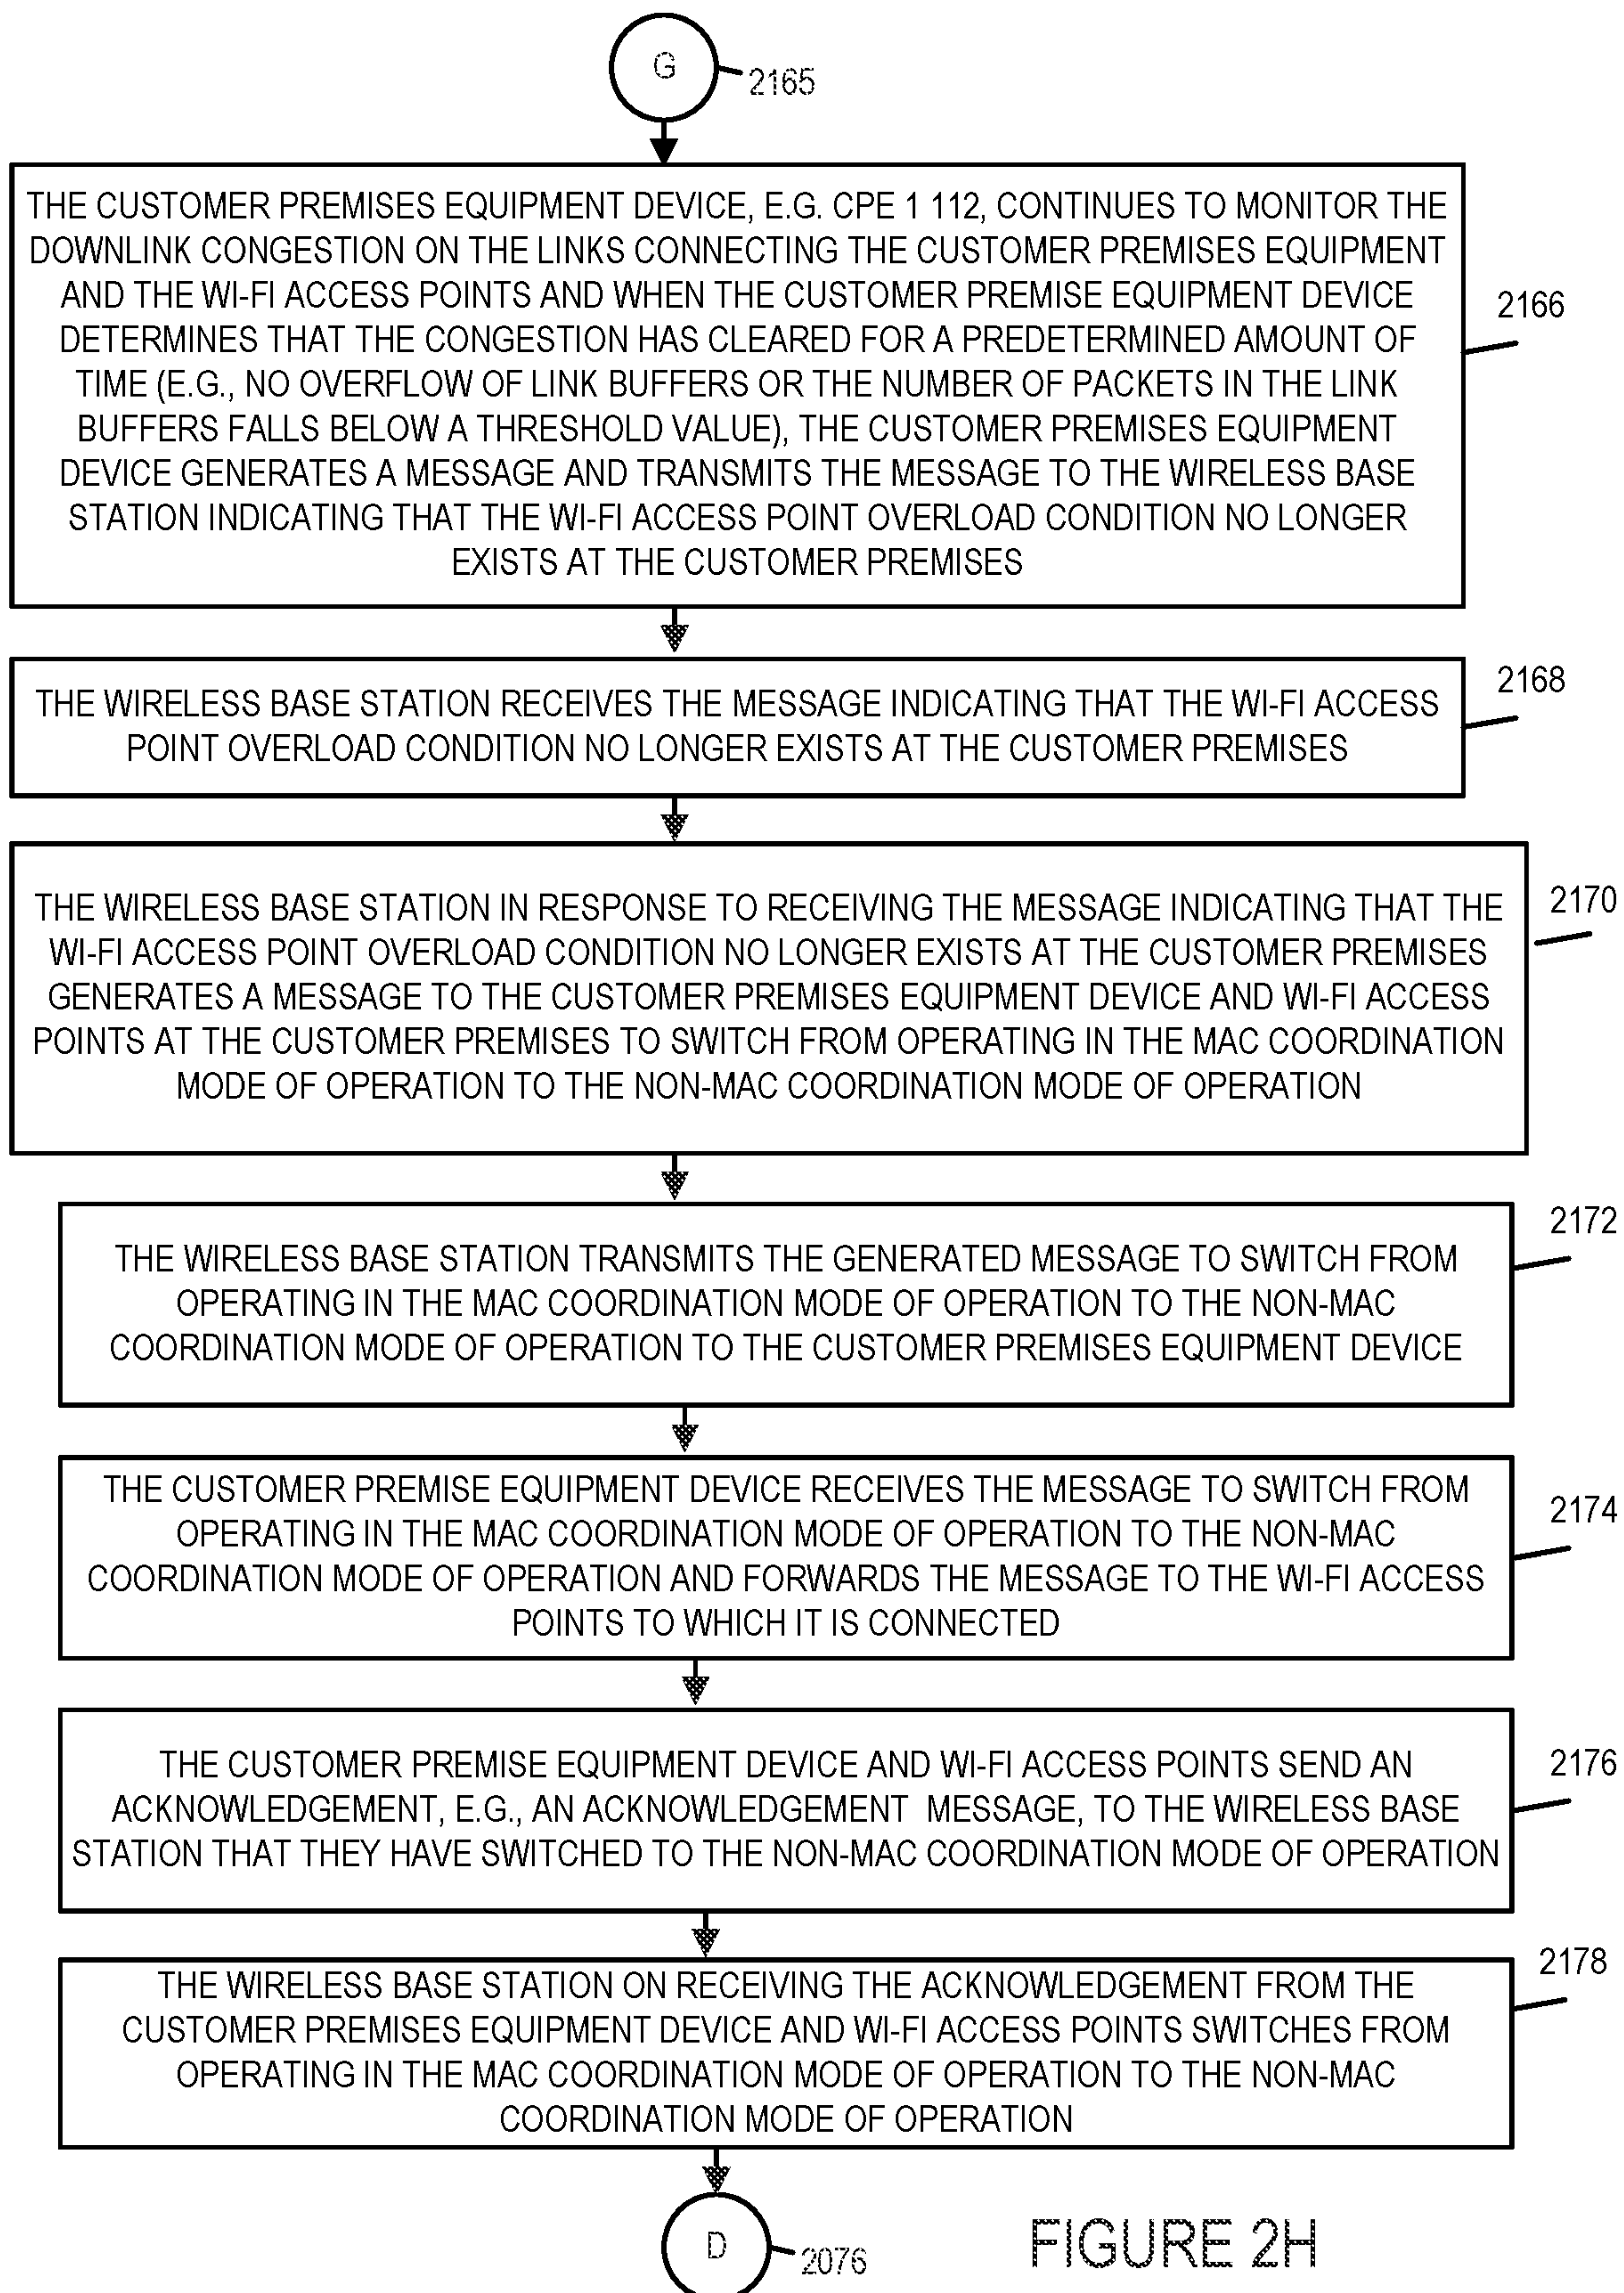 G
2165
THE CUSTOMER PREMISES EQUIPMENT DEVICE, E.G. CPE 1 112, CONTINUES TO MONITOR THE
DOWNLINK CONGESTION ON THE LINKS CONNECTING THE CUSTOMER PREMISES EQUIPMENT
AND THE WI-FI ACCESS POINTS AND WHEN THE CUSTOMER PREMISE EQUIPMENT DEVICE
DETERMINES THAT THE CONGESTION HAS CLEARED FOR A PREDETERMINED AMOUNT OF
TIME (E.G., NO OVERFLOW OF LINK BUFFERS OR THE NUMBER OF PACKETS IN THE LINK
BUFFERS FALLS BELOW A THRESHOLD VALUE), THE CUSTOMER PREMISES EQUIPMENT
DEVICE GENERATES A MESSAGE AND TRANSMITS THE MESSAGE TO THE WIRELESS BASE
STATION INDICATING THAT THE WI-FI ACCESS POINT OVERLOAD CONDITION NO LONGER
EXISTS AT THE CUSTOMER PREMISES
2166
THE WIRELESS BASE STATION RECEIVES THE MESSAGE INDICATING THAT THE WI-FI ACCESS
POINT OVERLOAD CONDITION NO LONGER EXISTS AT THE CUSTOMER PREMISES
2168
THE WIRELESS BASE STATION IN RESPONSE TO RECEIVING THE MESSAGE INDICATING THAT THE
WI-FI ACCESS POINT OVERLOAD CONDITION NO LONGER EXISTS AT THE CUSTOMER PREMISES
GENERATES A MESSAGE TO THE CUSTOMER PREMISES EQUIPMENT DEVICE AND WI-FI ACCESS
POINTS AT THE CUSTOMER PREMISES TO SWITCH FROM OPERATING IN THE MAC COORDINATION
MODE OF OPERATION TO THE NON-MAC COORDINATION MODE OF OPERATION
2170
THE WIRELESS BASE STATION TRANSMITS THE GENERATED MESSAGE TO SWITCH FROM
OPERATING IN THE MAC COORDINATION MODE OF OPERATION TO THE NON-MAC
COORDINATION MODE OF OPERATION TO THE CUSTOMER PREMISES EQUIPMENT DEVICE
2172
THE CUSTOMER PREMISE EQUIPMENT DEVICE RECEIVES THE MESSAGE TO SWITCH FROM
OPERATING IN THE MAC COORDINATION MODE OF OPERATION TO THE NON-MAC
COORDINATION MODE OF OPERATION AND FORWARDS THE MESSAGE TO THE WI-FI ACCESS
POINTS TO WHICH IT IS CONNECTED
2174
THE CUSTOMER PREMISE EQUIPMENT DEVICE AND WI-FI ACCESS POINTS SEND AN
ACKNOWLEDGEMENT, E.G., AN ACKNOWLEDGEMENT MESSAGE, TO THE WIRELESS BASE
STATION THAT THEY HAVE SWITCHED TO THE NON-MAC COORDINATION MODE OF OPERATION
2176
THE WIRELESS BASE STATION ON RECEIVING THE ACKNOWLEDGEMENT FROM THE
CUSTOMER PREMISES EQUIPMENT DEVICE AND WI-FI ACCESS POINTS SWITCHES FROM
OPERATING IN THE MAC COORDINATION MODE OF OPERATION TO THE NON-MAC
COORDINATION MODE OF OPERATION
2178
D
2076
FIGURE 2H